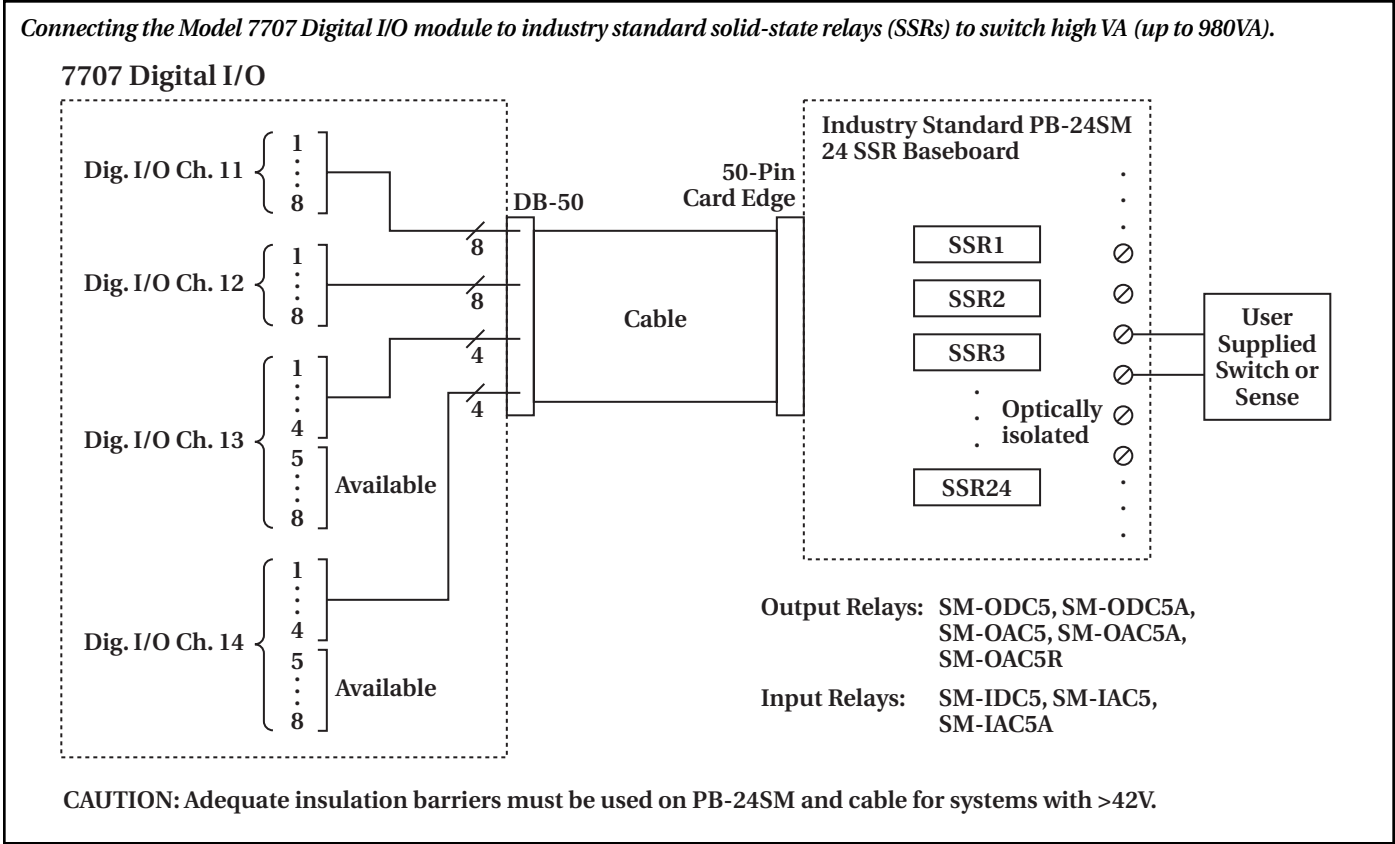 Connecting the Model 7707 Digital I/O module to industry standard solid-state relays (SSRs) to switch high VA (up to 980VA).
7707 Digital I/O
Dig. I/O Ch. 11
1
8
8
Dig. I/O Ch. 12
1
8
8
Dig. I/O Ch. 13
1
4
4
5
8
Available
Dig. I/O Ch. 14
1
4
4
5
8
Available
DB-50
Cable
50-Pin
Card Edge
Industry Standard PB-24SM
24 SSR Baseboard
SSR1
SSR2
SSR3
Optically
isolated
SSR24
User
Supplied
Switch or
Sense
Output Relays: SM-ODC5, SM-ODC5A,
SM-OAC5, SM-OAC5A,
SM-OAC5R
Input Relays: SM-IDC5, SM-IAC5,
SM-IAC5A
CAUTION: Adequate insulation barriers must be used on PB-24SM and cable for systems with >42V.